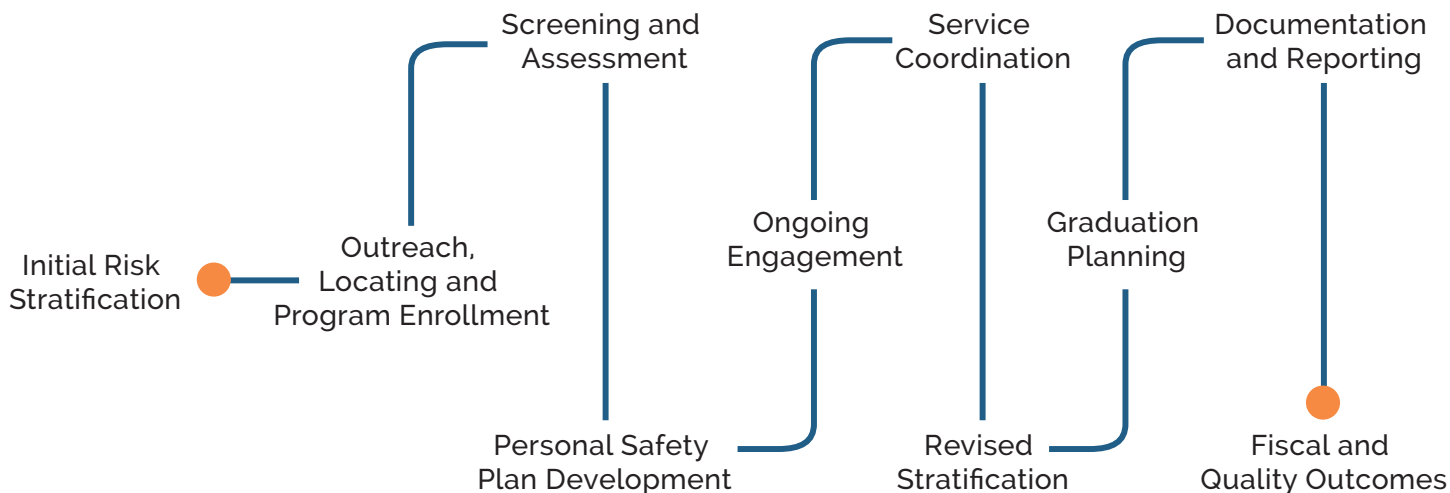 Initial Risk
Stratification
Outreach,
Locating and
Program Enrollment
Screening and
Assessment
Personal Safety
Plan Development
Ongoing
Engagement
Service
Coordination
Revised
Stratification
Graduation
Planning
Documentation
and Reporting
Fiscal and
Quality Outcomes